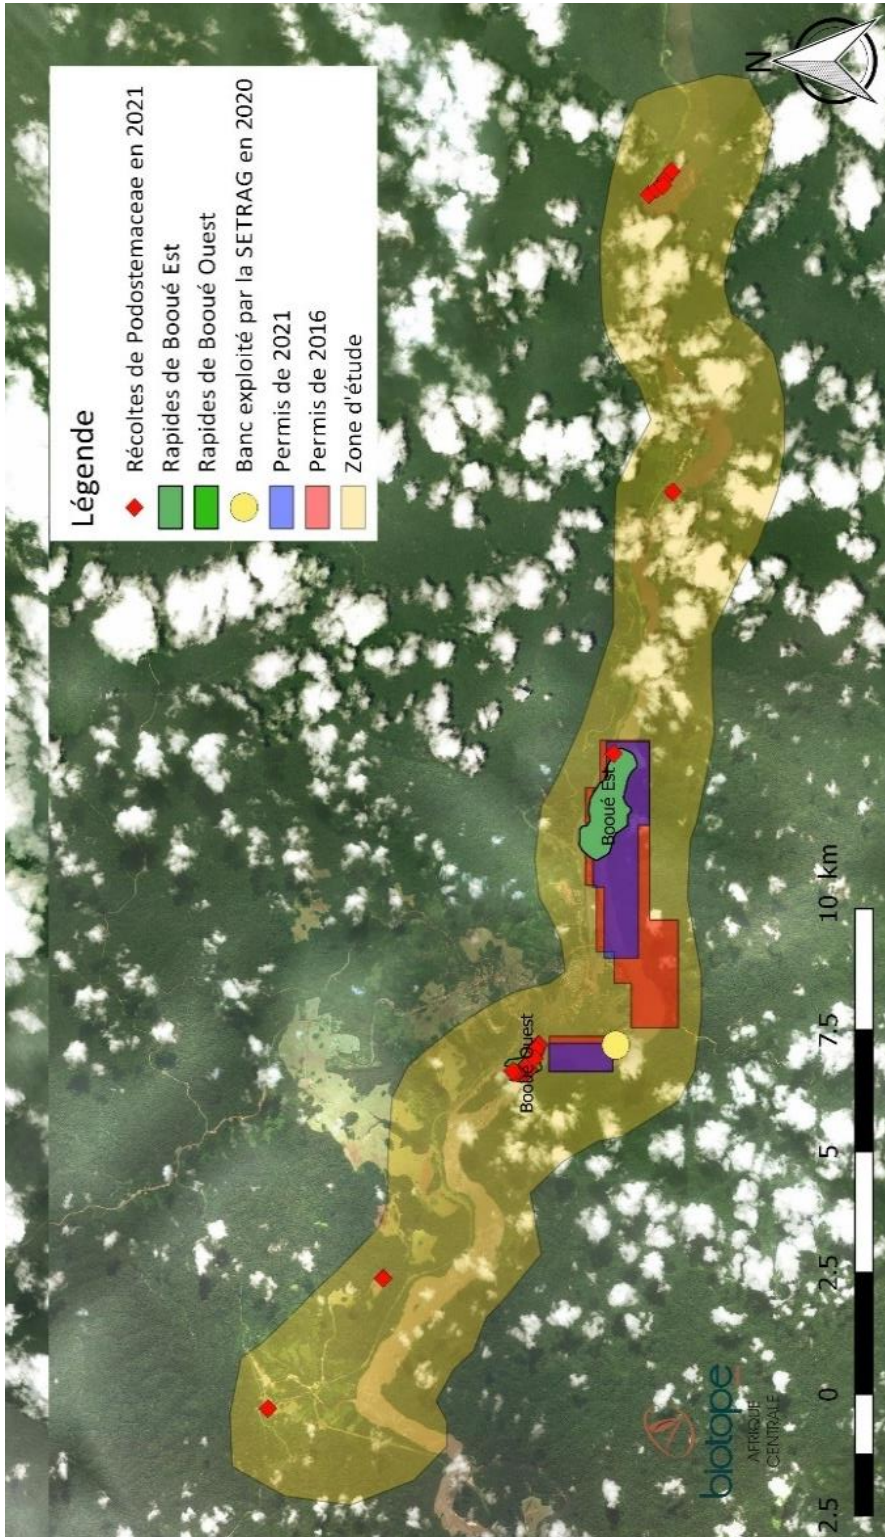 N
Légende
Récoltes de Podostemaceae en 2021
Rapides de Booué Est
Rapides de Booué Ouest
Banc exploité par la SETRAG en 2020
Permis de 2021
Permis de 2016
Zone d'étude
Booué Ouest
Booué Est
biotope
AFRIQUE
CENTRALE
2.5 0 2.5 5 7.5 10 km